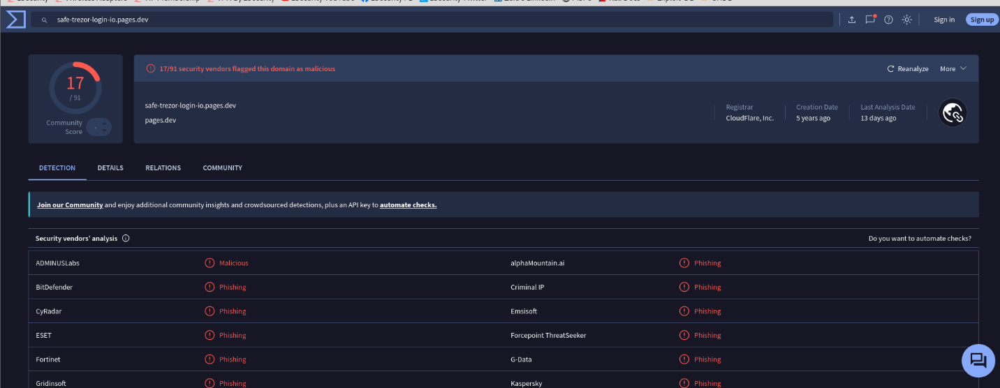 safe-trezor-login-io.pages.dev
Sign in
Sign up
17
/ 91
Community
Score
17/91 security vendors flagged this domain as malicious
Reanalyze
More
safe-trezor-login-io.pages.dev
pages.dev
Registrar
CloudFlare, Inc.
Creation Date
5 years ago
Last Analysis Date
13 days ago
DETECTION
DETAILS
RELATIONS
COMMUNITY
Join our Community and enjoy additional community insights and crowdsourced detections, plus an API key to automate checks.
Security vendors' analysis
Do you want to automate checks?
ADMINUSLabs
Malicious
alphaMountain.ai
Phishing
BitDefender
Phishing
Criminal IP
Phishing
CyRadar
Phishing
Emsisoft
Phishing
ESET
Phishing
Forcepoint ThreatSeeker
Phishing
Fortinet
Phishing
G-Data
Phishing
Gridinsoft
Phishing
Kaspersky
Phishing